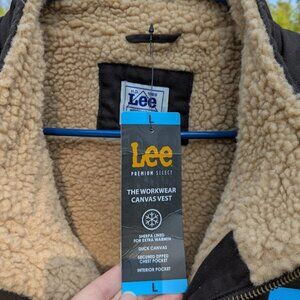 H.D.
Lee
L
Lee
PREMIUM SELECT
THE WORKWEAR
CANVAS VEST
SHERPA LINED
FOR EXTRA WARMTH
DUCK CANVAS
SECURED ZIPPED
CHEST POCKET
INTERIOR POCKET
L